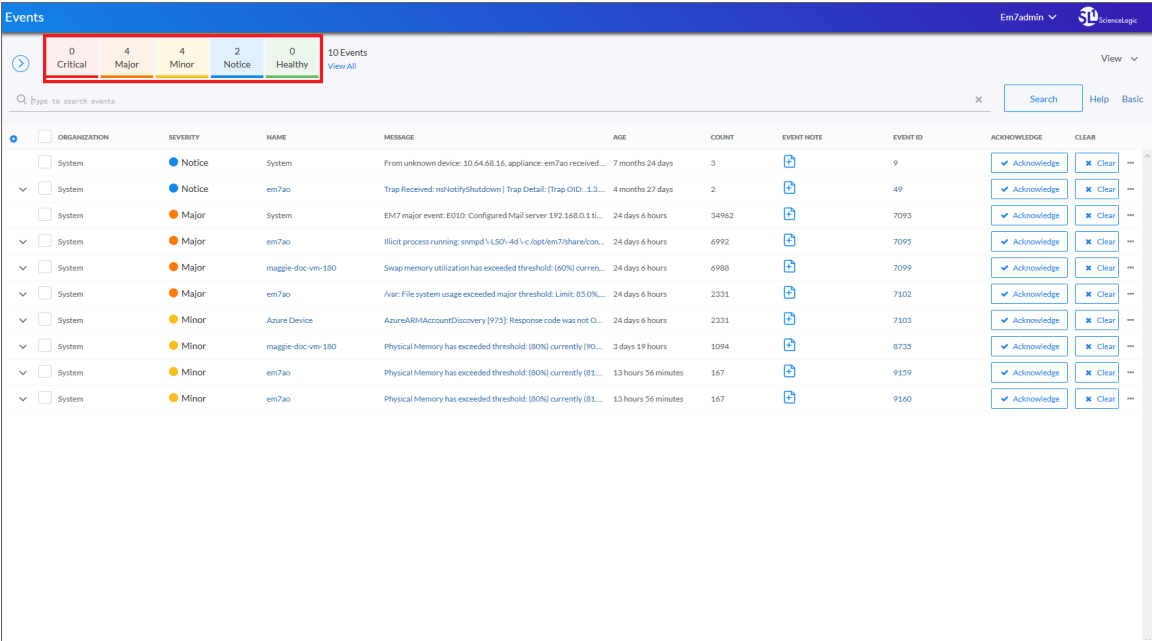 Events
Em7admin
SL1 ScienceLogic
0 4 4 2 0
Critical Major Minor Notice Healthy
10 Events
View All
View
Type to search events
Search Help Basic
ORGANIZATION SEVERITY NAME MESSAGE AGE COUNT EVENT NOTE EVENT ID ACKNOWLEDGE CLEAR
System Notice System From unknown device: 10.64.68.16, appliance: em7ao received ... 7 months 24 days 3 9 Acknowledge Clear
System Notice em7ao Trap Received: nsNotifyShutdown | Trap Detail: (Trap OID: .1.3.... 4 months 27 days 2 49 Acknowledge Clear
System Major System EM7 major event: E010: Configured Mail server 192.168.0.1 ti... 24 days 6 hours 34962 7093 Acknowledge Clear
System Major em7ao Illicit process running: snmpd \-LS0\-4d \-c /opt/em7/share/con... 24 days 6 hours 6992 7095 Acknowledge Clear
System Major maggie-doc-vm-180 Swap memory utilization has exceeded threshold: (60%) curren... 24 days 6 hours 6988 7099 Acknowledge Clear
System Major em7ao /var: File system usage exceeded major threshold: Limit: 85.0%,... 24 days 6 hours 2331 7102 Acknowledge Clear
System Minor Azure Device AzureARMAccountDiscovery [975]: Response code was not O... 24 days 6 hours 2331 7103 Acknowledge Clear
System Minor maggie-doc-vm-180 Physical Memory has exceeded threshold: (80%) currently (90.... 3 days 19 hours 1094 8735 Acknowledge Clear
System Minor em7ao Physical Memory has exceeded threshold: (80%) currently (81.... 13 hours 56 minutes 167 9159 Acknowledge Clear
System Minor em7ao Physical Memory has exceeded threshold: (80%) currently (81.... 13 hours 56 minutes 167 9160 Acknowledge Clear